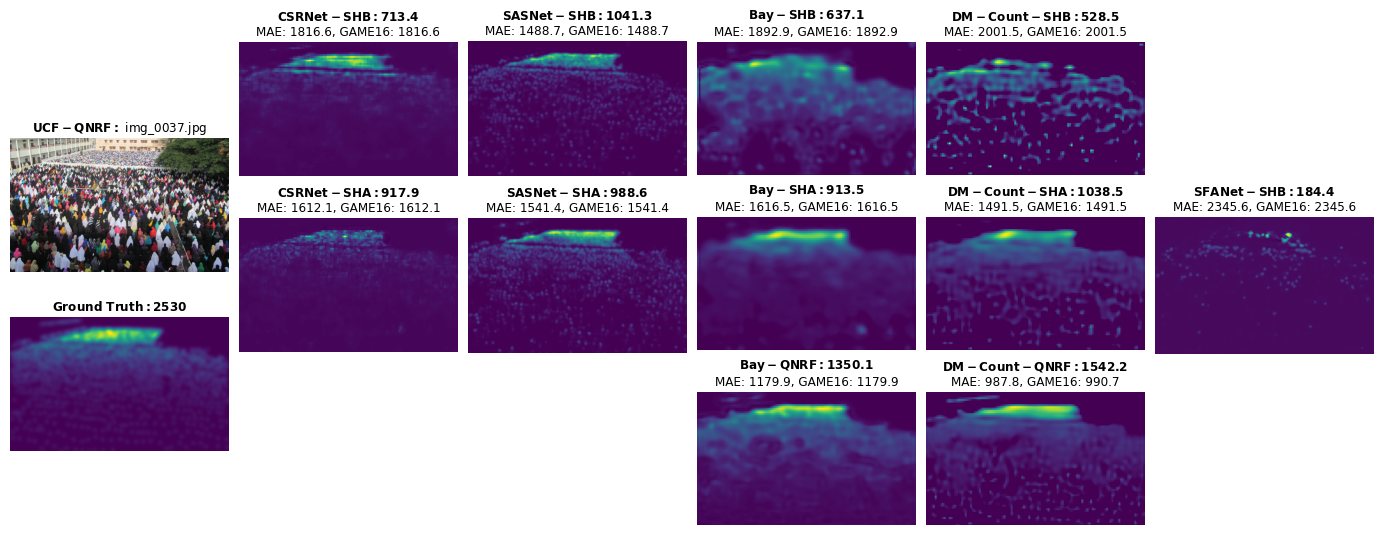 UCF−QNRF: img_0037.jpg
Ground Truth: 2530
CSRNet−SHB: 713.4
MAE: 1816.6, GAME16: 1816.6
SASNet−SHB: 1041.3
MAE: 1488.7, GAME16: 1488.7
Bay−SHB: 637.1
MAE: 1892.9, GAME16: 1892.9
DM−Count−SHB: 528.5
MAE: 2001.5, GAME16: 2001.5
CSRNet−SHA: 917.9
MAE: 1612.1, GAME16: 1612.1
SASNet−SHA: 988.6
MAE: 1541.4, GAME16: 1541.4
Bay−SHA: 913.5
MAE: 1616.5, GAME16: 1616.5
DM−Count−SHA: 1038.5
MAE: 1491.5, GAME16: 1491.5
SFANet−SHB: 184.4
MAE: 2345.6, GAME16: 2345.6
Bay−QNRF: 1350.1
MAE: 1179.9, GAME16: 1179.9
DM−Count−QNRF: 1542.2
MAE: 987.8, GAME16: 990.7